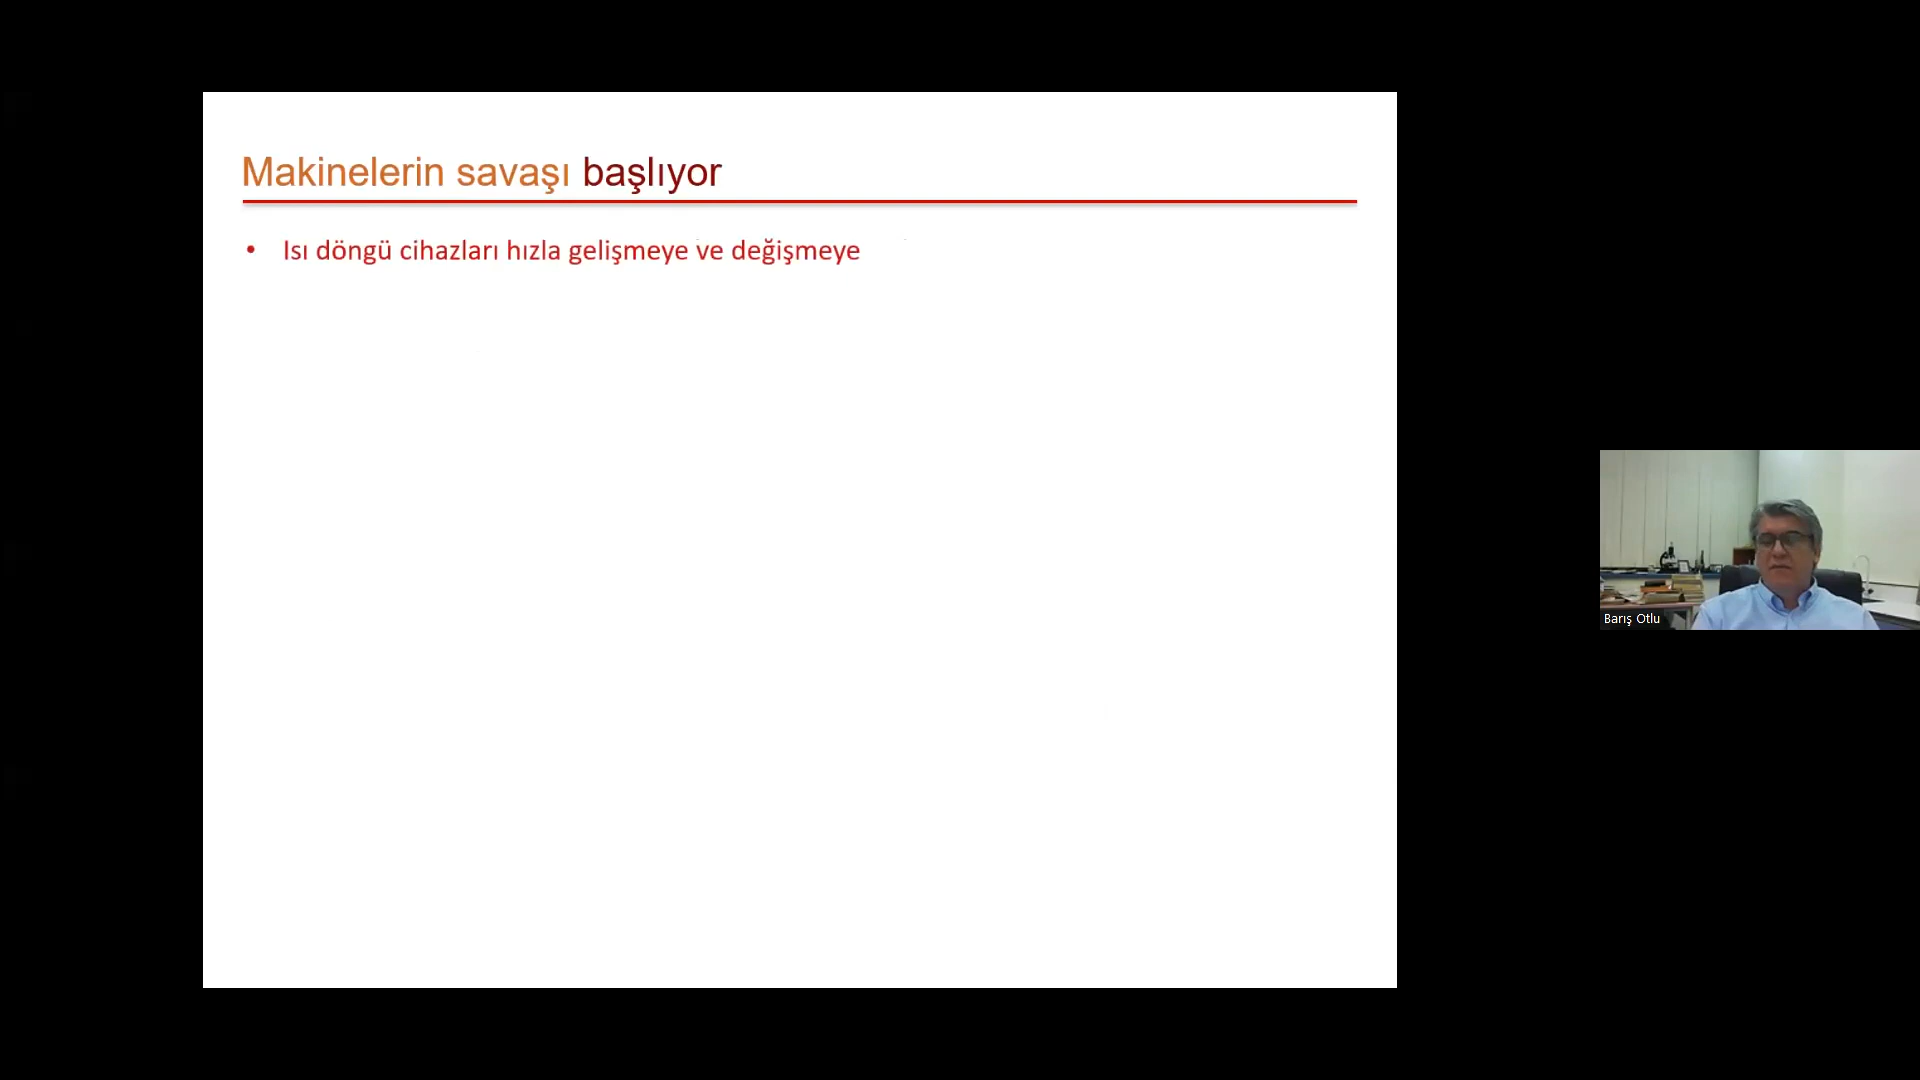 Makinelerin savaşı başlıyor
• Isı döngü cihazları hızla gelişmeye ve değişmeye
Barış Otlu